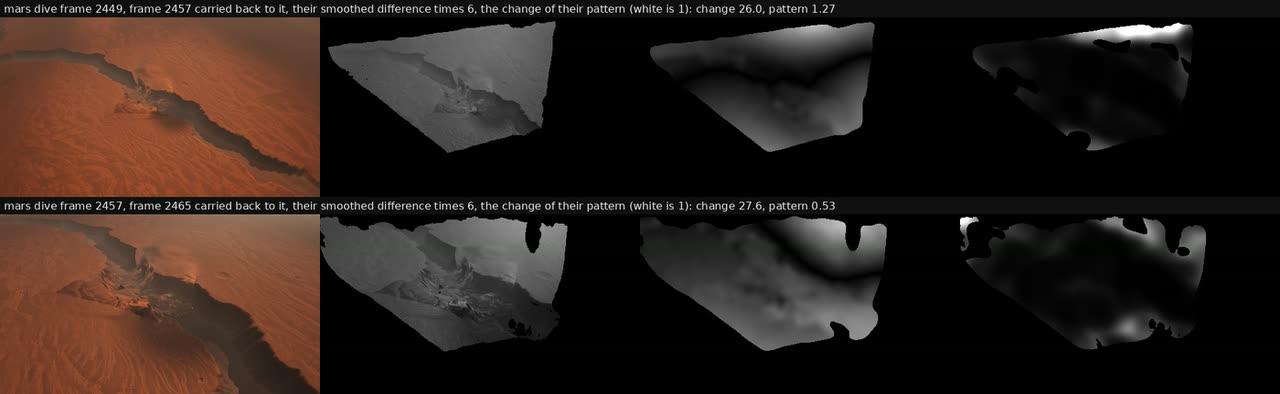 mars dive frame 2449, frame 2457 carried back to it, their smoothed difference times 6, the change of their pattern (white is 1): change 26.0, pattern 1.27
mars dive frame 2457, frame 2465 carried back to it, their smoothed difference times 6, the change of their pattern (white is 1): change 27.6, pattern 0.53